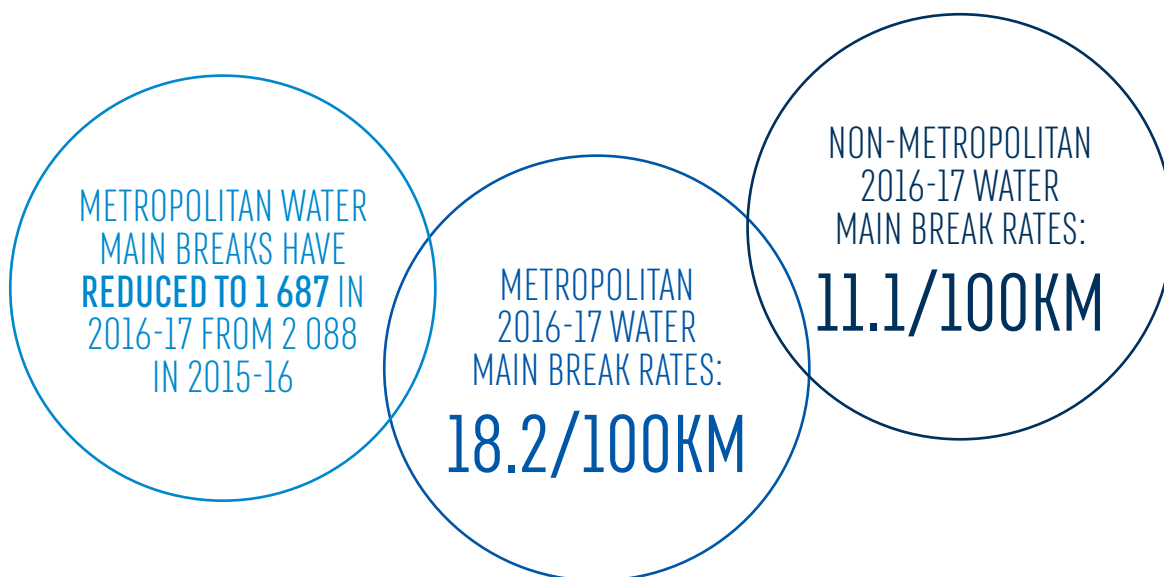 METROPOLITAN WATER
MAIN BREAKS HAVE
REDUCED TO 1 687 IN
2016-17 FROM 2 088
IN 2015-16
METROPOLITAN
2016-17 WATER
MAIN BREAK RATES:
18.2/100KM
NON-METROPOLITAN
2016-17 WATER
MAIN BREAK RATES:
11.1/100KM